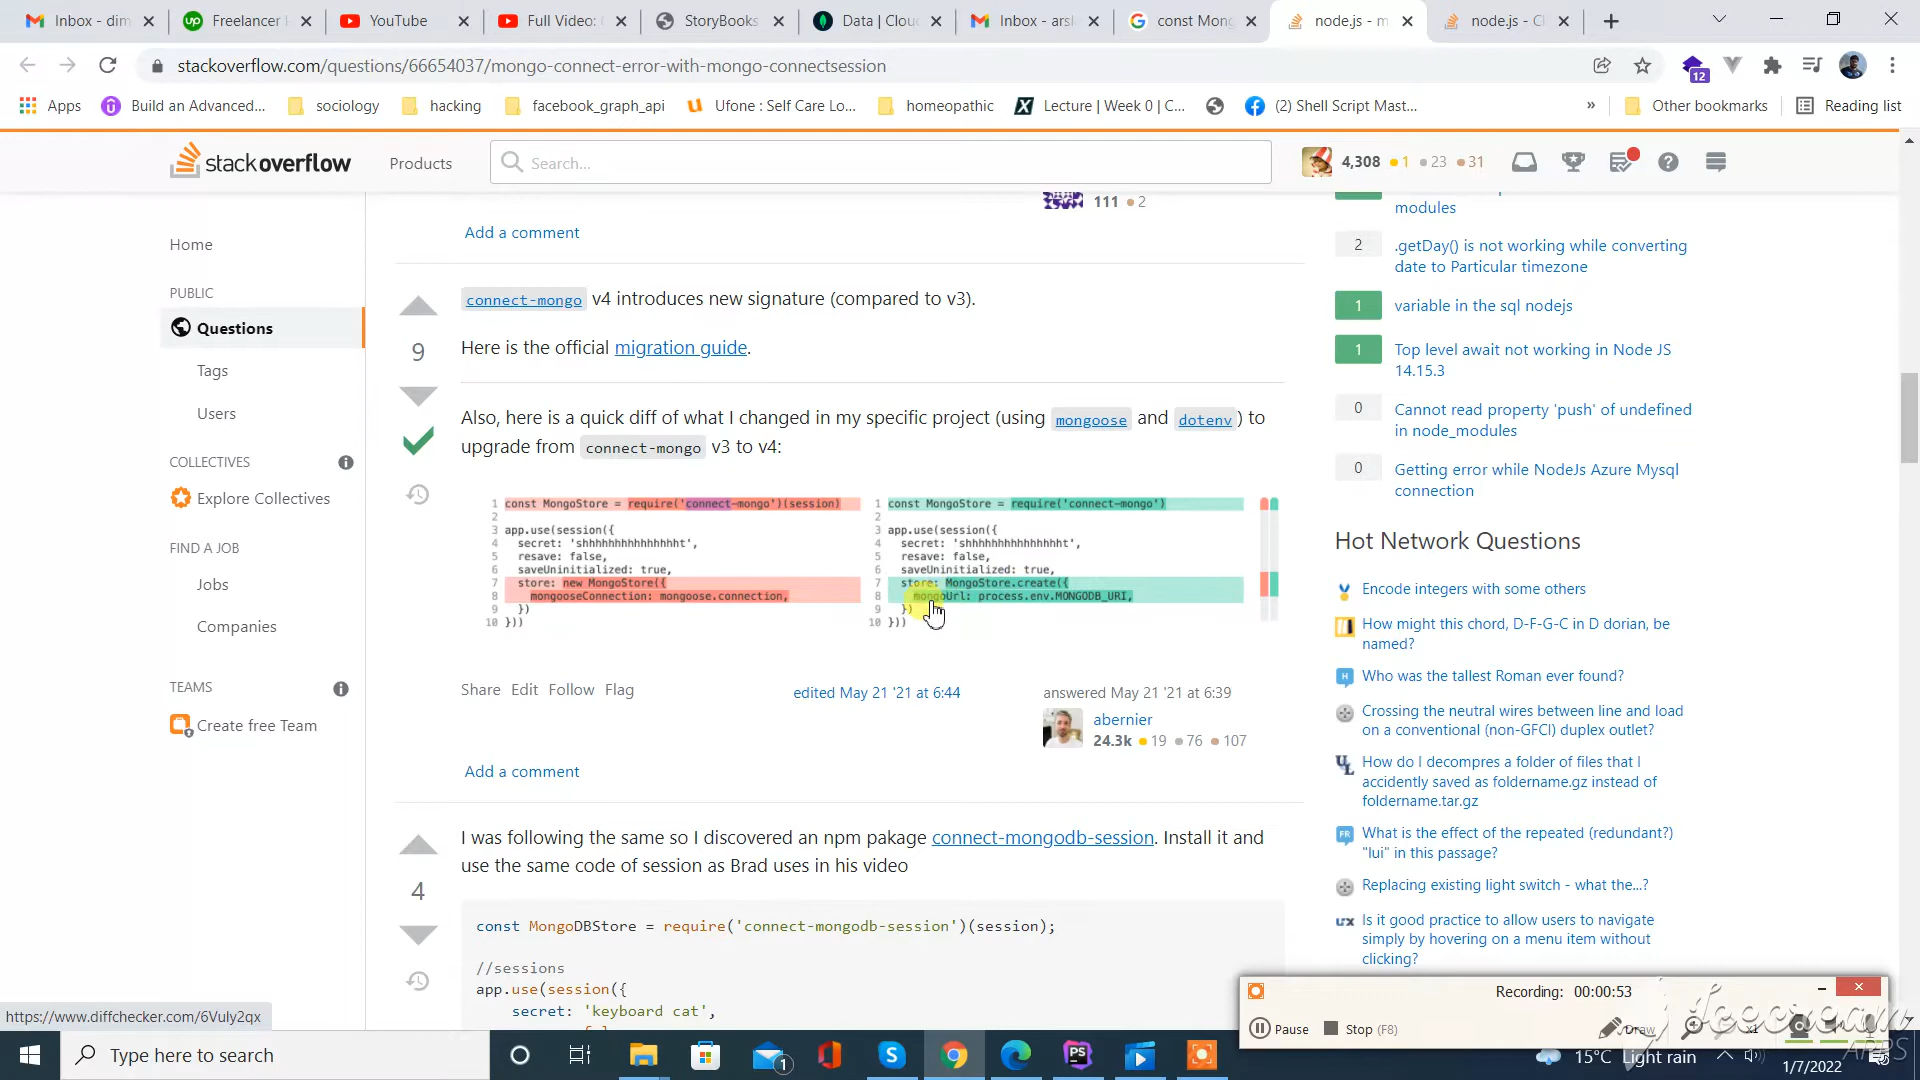 Inbox - dim
Freelancer
YouTube
Full Video:
StoryBooks
Data | Clou
Inbox - ars
const Mong
node.js - m
node.js - C
stackoverflow.com/questions/66654037/mongo-connect-error-with-mongo-connectsession
12
Apps
Build an Advanced...
sociology
hacking
facebook_graph_api
Ufone : Self Care Lo...
homeopathic
Lecture | Week 0 | C...
(2) Shell Script Mast...
»
Other bookmarks
Reading list
stackoverflow
Products
Search...
4,308 1 23 31
111 2
Add a comment
Home
PUBLIC
Questions
Tags
Users
COLLECTIVES
Explore Collectives
FIND A JOB
Jobs
Companies
TEAMS
Create free Team
9
connect-mongo v4 introduces new signature (compared to v3).
Here is the official migration guide.
Also, here is a quick diff of what I changed in my specific project (using mongoose and dotenv) to
upgrade from connect-mongo v3 to v4:
1 const MongoStore = require('connect-mongo')(session)
2
3 app.use(session({
4 secret: 'shhhhhhhhhhhhhhht',
5 resave: false,
6 saveUninitialized: true,
7 store: new MongoStore({
8 mongooseConnection: mongoose.connection,
9 })
10 }))
1 const MongoStore = require('connect-mongo')
2
3 app.use(session({
4 secret: 'shhhhhhhhhhhhhhht',
5 resave: false,
6 saveUninitialized: true,
7 store: MongoStore.create({
8 mongoUrl: process.env.MONGODB_URI,
9 })
10 }))
Share Edit Follow Flag
edited May 21 '21 at 6:44
answered May 21 '21 at 6:39
abernier
24.3k 19 76 107
Add a comment
4
I was following the same so I discovered an npm pakage connect-mongodb-session. Install it and
use the same code of session as Brad uses in his video
const MongoDBStore = require('connect-mongodb-session')(session);
//sessions
app.use(session({
secret: 'keyboard cat',
modules
2
.getDay() is not working while converting
date to Particular timezone
1
variable in the sql nodejs
1
Top level await not working in Node JS
14.15.3
0
Cannot read property 'push' of undefined
in node_modules
0
Getting error while NodeJs Azure Mysql
connection
Hot Network Questions
Encode integers with some others
How might this chord, D-F-G-C in D dorian, be
named?
Who was the tallest Roman ever found?
Crossing the neutral wires between line and load
on a conventional (non-GFCI) duplex outlet?
How do I decompres a folder of files that I
accidently saved as foldername.gz instead of
foldername.tar.gz
What is the effect of the repeated (redundant?)
"lui" in this passage?
Replacing existing light switch - what the...?
Is it good practice to allow users to navigate
simply by hovering on a menu item without
clicking?
https://www.diffchecker.com/6Vuly2qx
Recording: 00:00:53
Pause
Stop (F8)
Draw
x1
Icecream
APPS
Type here to search
1
15°C Light rain
1/7/2022